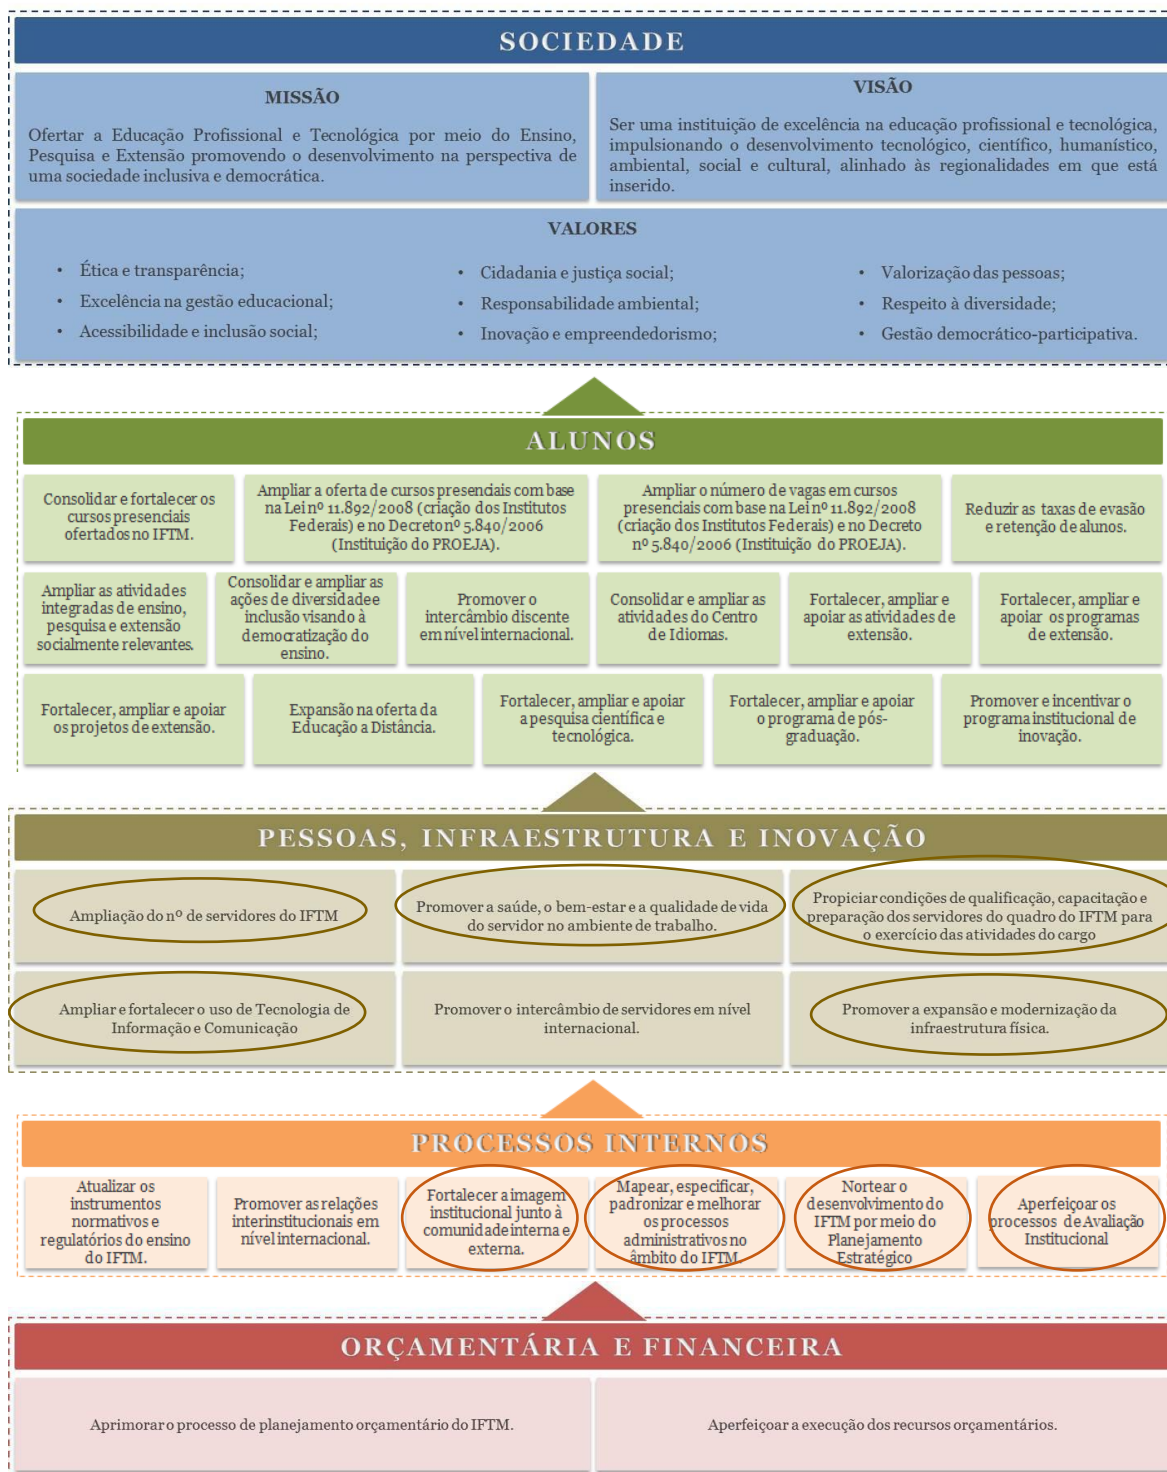 SOCIEDADE
MISSÃO
Ofertar a Educação Profissional e Tecnológica por meio do Ensino,
Pesquisa e Extensão promovendo o desenvolvimento na perspectiva de
uma sociedade inclusiva e democrática.
VISÃO
Ser uma instituição de excelência na educação profissional e tecnológica,
impulsionando o desenvolvimento tecnológico, científico, humanístico,
ambiental, social e cultural, alinhado às regionalidades em que está
inserido.
VALORES
• Ética e transparência;
• Excelência na gestão educacional;
• Acessibilidade e inclusão social;
• Cidadania e justiça social;
• Responsabilidade ambiental;
• Inovação e empreendedorismo;
• Valorização das pessoas;
• Respeito à diversidade;
• Gestão democrático-participativa.
ALUNOS
Consolidar e fortalecer os
cursos presenciais
ofertados no IFTM.
Ampliar a oferta de cursos presenciais com base
na Lei nº 11.892/2008 (criação dos Institutos
Federais) e no Decreto nº 5.840/2006
(Instituição do PROEJA).
Ampliar o número de vagas em cursos
presenciais com base na Lei nº 11.892/2008
(criação dos Institutos Federais) e no Decreto
nº 5.840/2006 (Instituição do PROEJA).
Reduzir as taxas de evasão
e retenção de alunos.
Ampliar as atividades
integradas de ensino,
pesquisa e extensão
socialmente relevantes.
Consolidar e ampliar as
ações de diversidade e
inclusão visando à
democratização do
ensino.
Promover o
intercâmbio discente
em nível internacional.
Consolidar e ampliar as
atividades do Centro
de Idiomas.
Fortalecer, ampliar e
apoiar as atividades de
extensão.
Fortalecer, ampliar e
apoiar os programas
de extensão.
Fortalecer, ampliar e apoiar
os projetos de extensão.
Expansão na oferta da
Educação a Distância.
Fortalecer, ampliar e apoiar
a pesquisa científica e
tecnológica.
Fortalecer, ampliar e apoiar
o programa de pós-
graduação.
Promover e incentivar o
programa institucional de
inovação.
PESSOAS, INFRAESTRUTURA E INOVAÇÃO
Ampliação do nº de servidores do IFTM
Promover a saúde, o bem-estar e a qualidade de vida
do servidor no ambiente de trabalho.
Propiciar condições de qualificação, capacitação e
preparação dos servidores do quadro do IFTM para
o exercício das atividades do cargo
Ampliar e fortalecer o uso de Tecnologia de
Informação e Comunicação
Promover o intercâmbio de servidores em nível
internacional.
Promover a expansão e modernização da
infraestrutura física.
PROCESSOS INTERNOS
Atualizar os
instrumentos
normativos e
regulatórios do ensino
do IFTM.
Promover as relações
interinstitucionais em
nível internacional.
Fortalecer a imagem
institucional junto à
comunidade interna e
externa.
Mapear, especificar,
padronizar e melhorar
os processos
administrativos no
âmbito do IFTM.
Nortear o
desenvolvimento do
IFTM por meio do
Planejamento
Estratégico
Aperfeiçoar os
processos de Avaliação
Institucional
ORÇAMENTÁRIA E FINANCEIRA
Aprimorar o processo de planejamento orçamentário do IFTM.
Aperfeiçoar a execução dos recursos orçamentários.